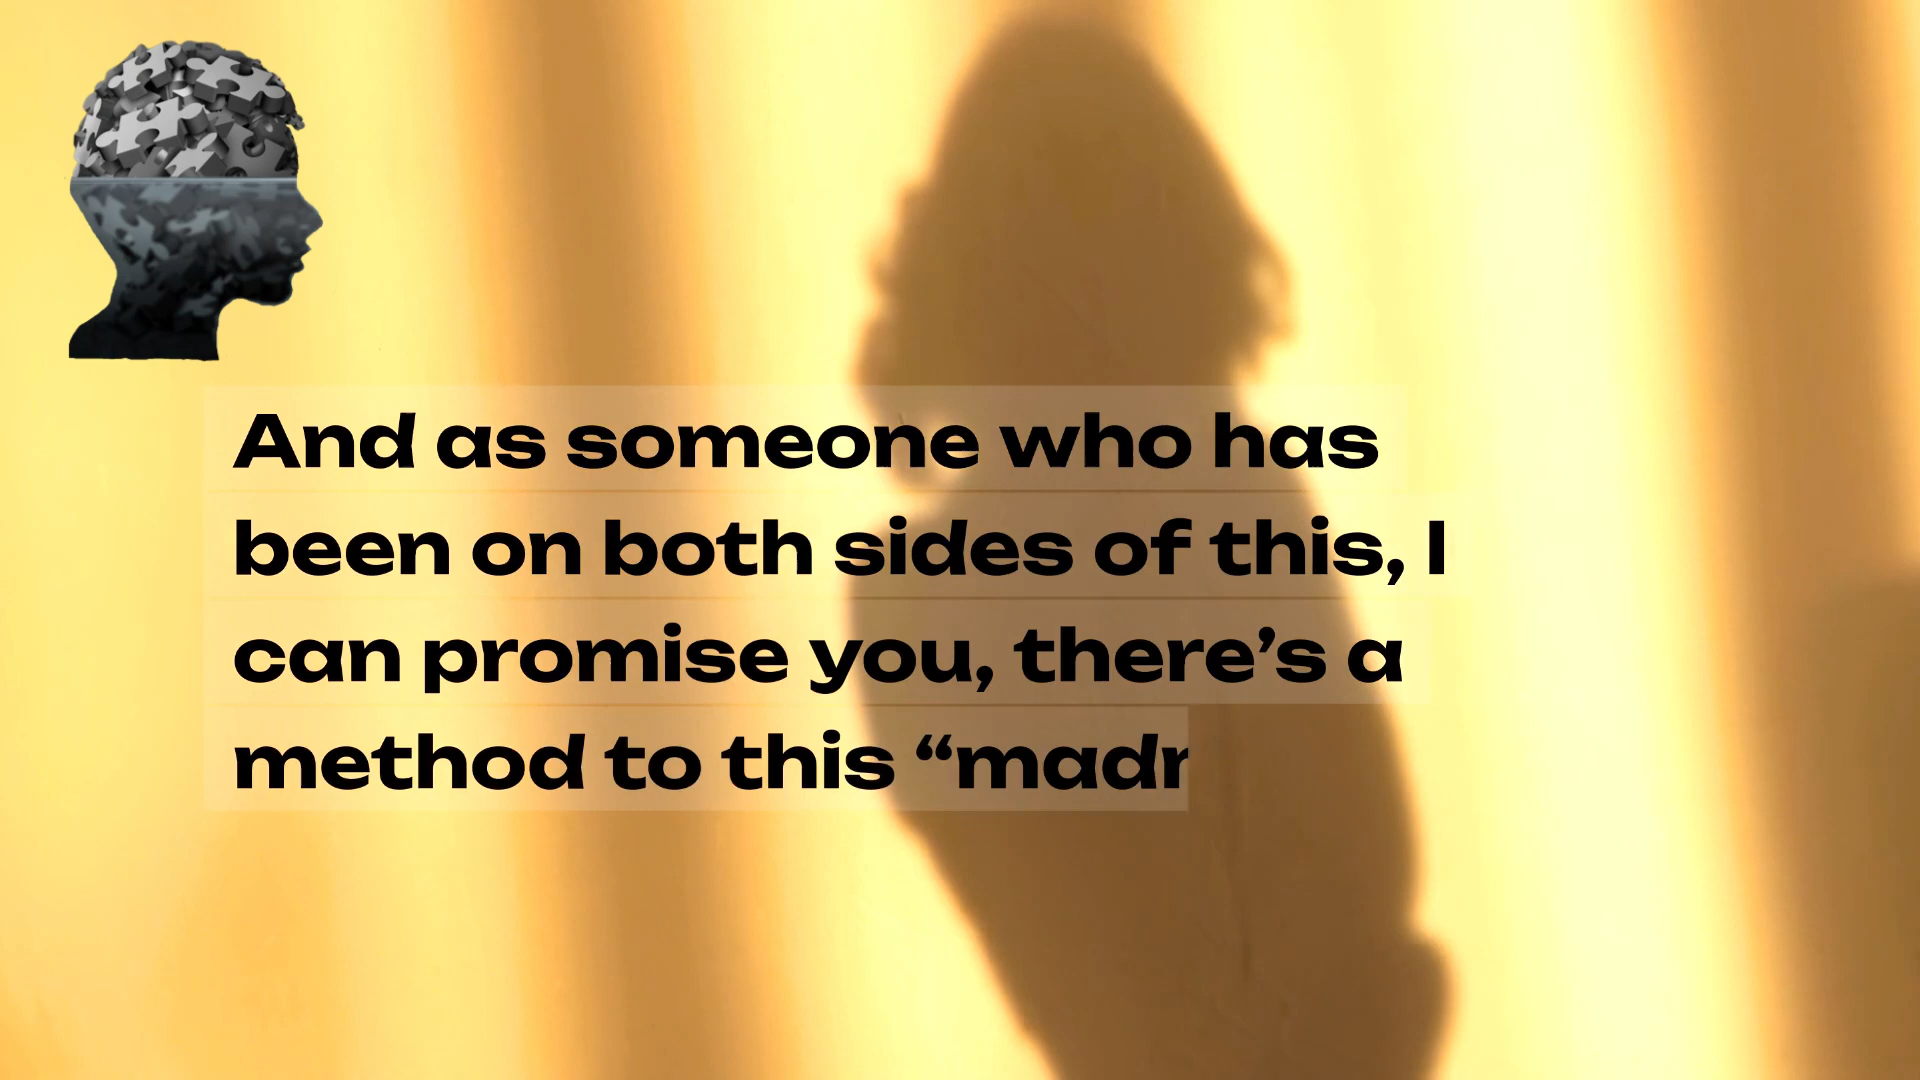 And as someone who has
been on both sides of this, I
can promise you, there’s a
method to this “madr